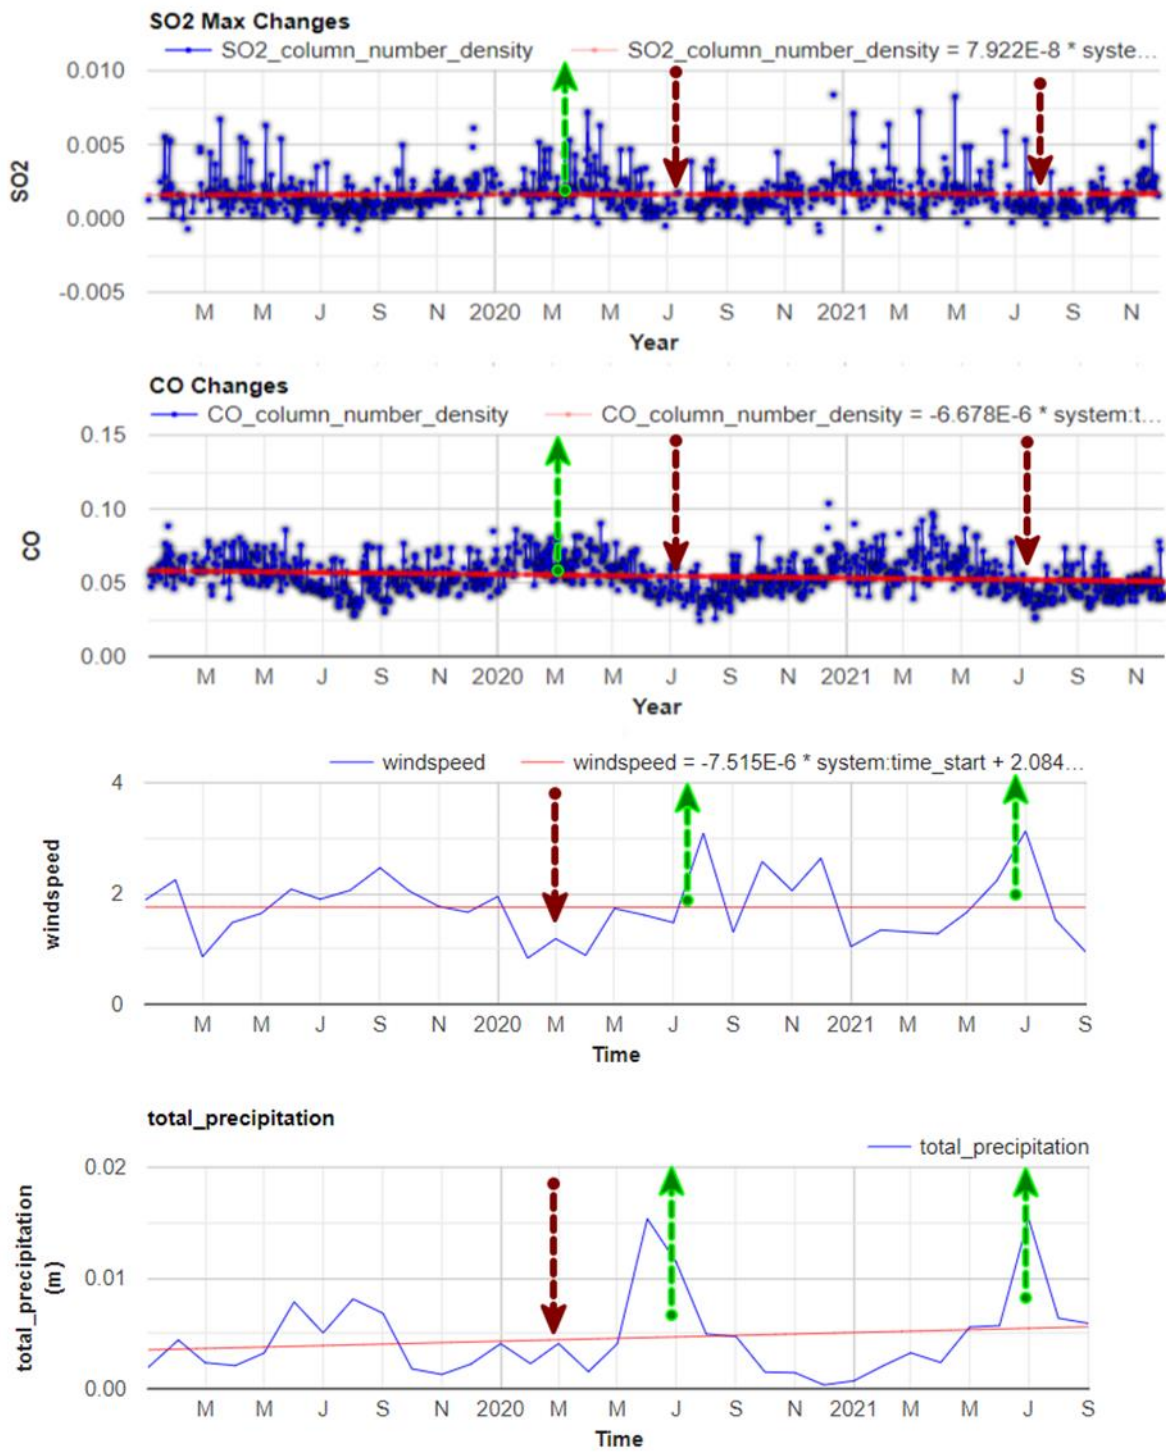 SO2 Max Changes
SO2_column_number_density SO2_column_number_density = 7.922E-8 * syste...
0.010
0.005
0.000
-0.005
SO2
M M J S N 2020 M M J S N 2021 M M J S N
Year
CO Changes
CO_column_number_density CO_column_number_density = -6.678E-6 * system:t...
0.15
0.10
0.05
0.00
CO
M M J S N 2020 M M J S N 2021 M M J S N
Year
windspeed windspeed = -7.515E-6 * system:time_start + 2.084...
4
2
0
windspeed
M M J S N 2020 M M J S N 2021 M M J S
Time
total_precipitation
total_precipitation
0.02
0.01
0.00
total_precipitation
(m)
M M J S N 2020 M M J S N 2021 M M J S
Time